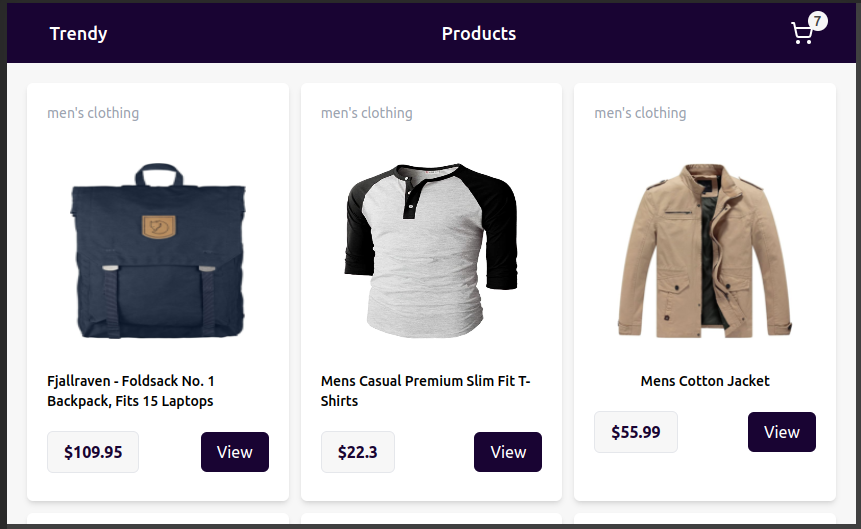 Trendy
Products
7
men's clothing
Fjallraven - Foldsack No. 1
Backpack, Fits 15 Laptops
$109.95
View
men's clothing
Mens Casual Premium Slim Fit T-
Shirts
$22.3
View
men's clothing
Mens Cotton Jacket
$55.99
View